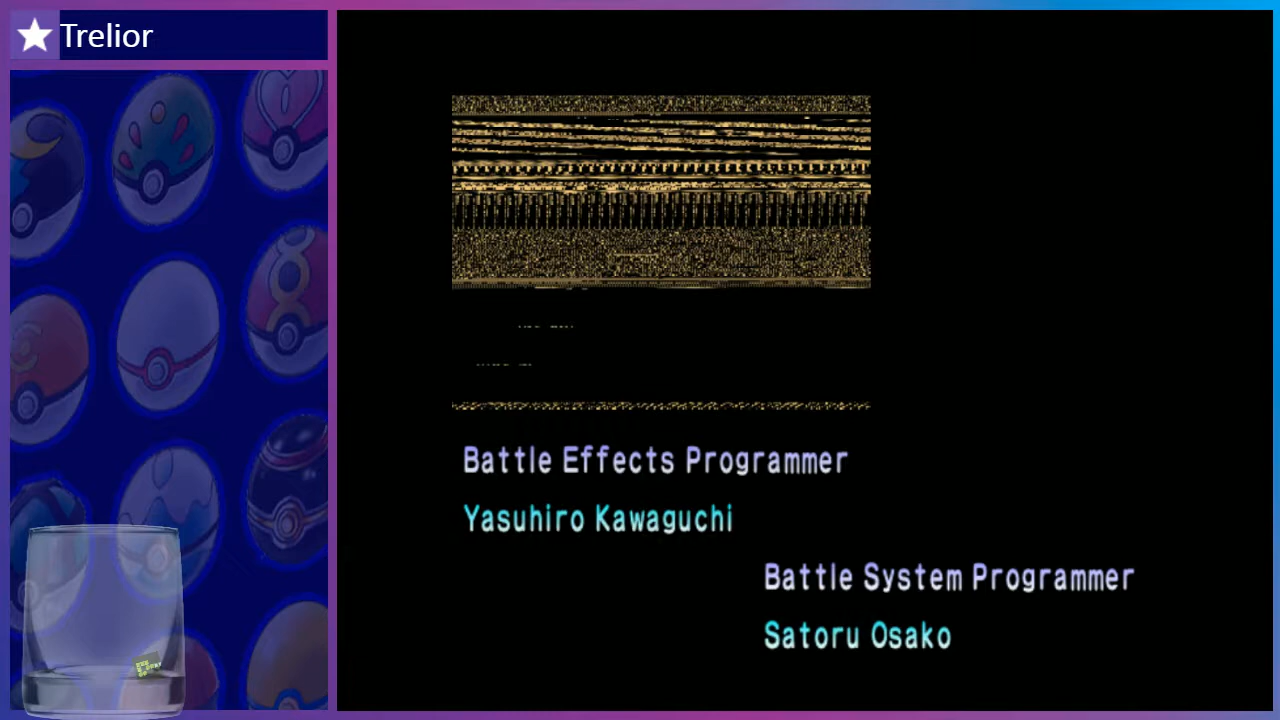 Trelior
Battle Effects Programmer
Yasuhiro Kawaguchi
Battle System Programmer
Satoru Osako